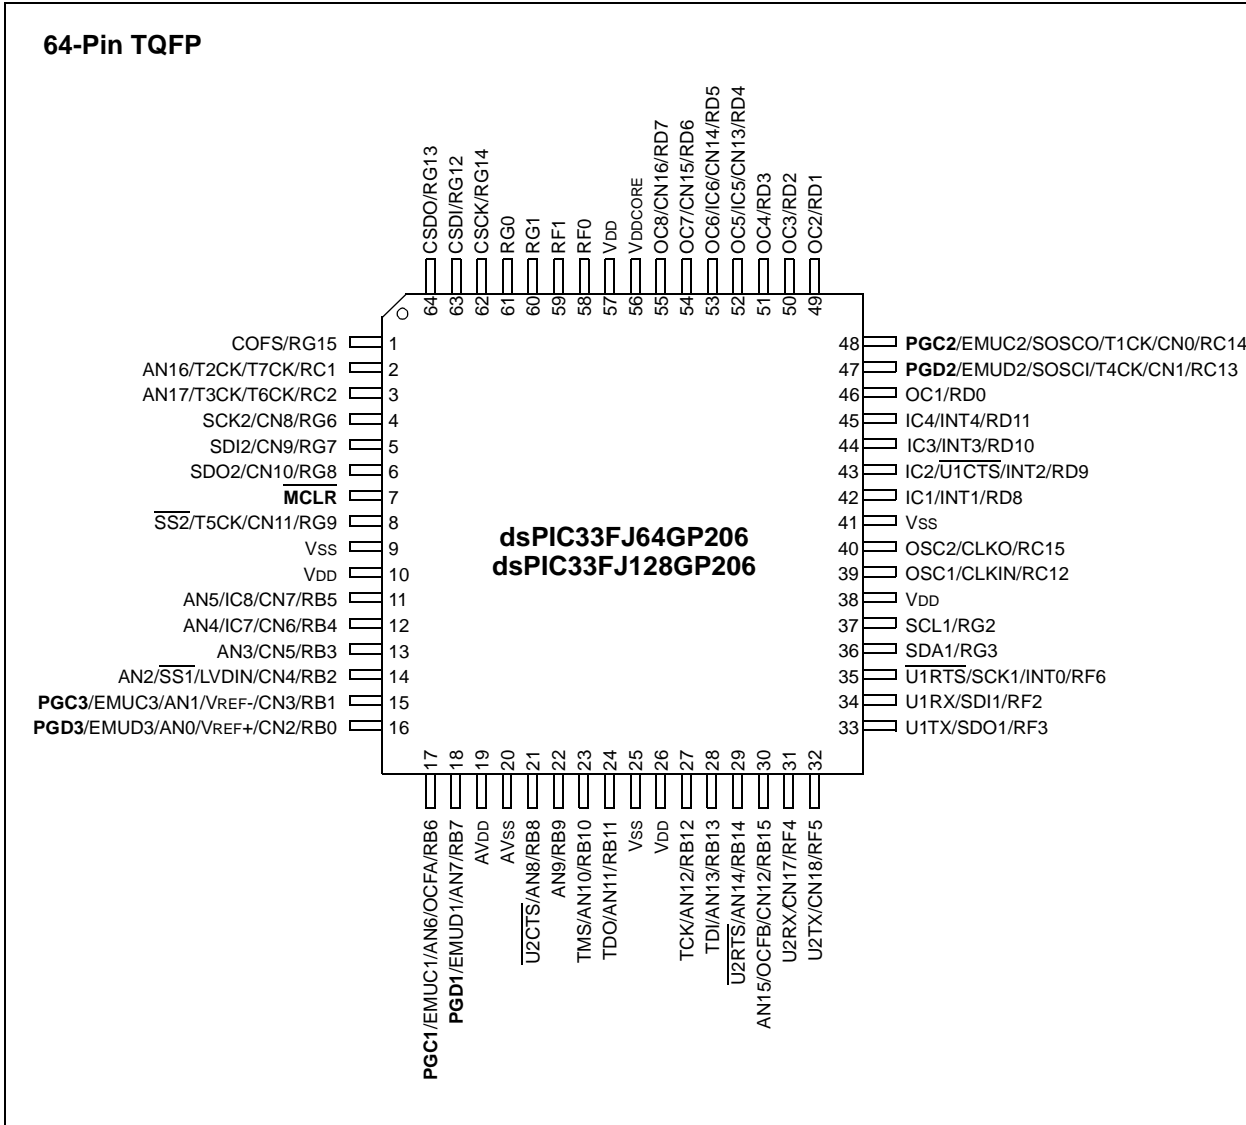 64-Pin TQFP
CSDO/RG13
CSDI/RG12
CSCK/RG14
RG0
RG1
RF1
RF0
VDD
VDDCORE
OC8/CN16/RD7
OC7/CN15/RD6
OC6/IC6/CN14/RD5
OC5/IC5/CN13/RD4
OC4/RD3
OC3/RD2
OC2/RD1
64
63
62
61
60
59
58
57
56
55
54
53
52
51
50
49
COFS/RG15 1
AN16/T2CK/T7CK/RC1 2
AN17/T3CK/T6CK/RC2 3
SCK2/CN8/RG6 4
SDI2/CN9/RG7 5
SDO2/CN10/RG8 6
MCLR 7
SS2/T5CK/CN11/RG9 8
VSS 9
VDD 10
AN5/IC8/CN7/RB5 11
AN4/IC7/CN6/RB4 12
AN3/CN5/RB3 13
AN2/SS1/LVDIN/CN4/RB2 14
PGC3/EMUC3/AN1/VREF-/CN3/RB1 15
PGD3/EMUD3/AN0/VREF+/CN2/RB0 16
dsPIC33FJ64GP206
dsPIC33FJ128GP206
48 PGC2/EMUC2/SOSCO/T1CK/CN0/RC14
47 PGD2/EMUD2/SOSCI/T4CK/CN1/RC13
46 OC1/RD0
45 IC4/INT4/RD11
44 IC3/INT3/RD10
43 IC2/U1CTS/INT2/RD9
42 IC1/INT1/RD8
41 VSS
40 OSC2/CLKO/RC15
39 OSC1/CLKIN/RC12
38 VDD
37 SCL1/RG2
36 SDA1/RG3
35 U1RTS/SCK1/INT0/RF6
34 U1RX/SDI1/RF2
33 U1TX/SDO1/RF3
17
18
19
20
21
22
23
24
25
26
27
28
29
30
31
32
PGC1/EMUC1/AN6/OCFA/RB6
PGD1/EMUD1/AN7/RB7
AVDD
AVSS
U2CTS/AN8/RB8
AN9/RB9
TMS/AN10/RB10
TDO/AN11/RB11
VSS
VDD
TCK/AN12/RB12
TDI/AN13/RB13
U2RTS/AN14/RB14
AN15/OCFB/CN12/RB15
U2RX/CN17/RF4
U2TX/CN18/RF5